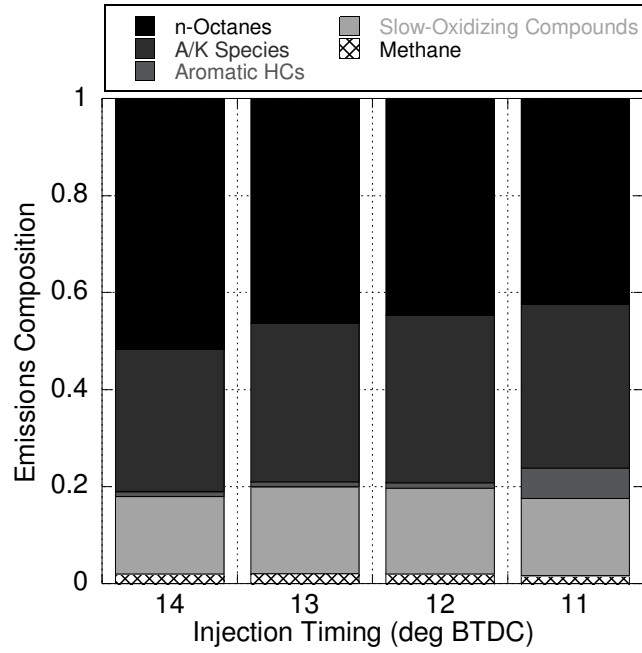 n-Octanes
A/K Species
Aromatic HCs
Slow-Oxidizing Compounds
Methane
1
0.8
0.6
0.4
0.2
0
Emissions Composition
14 13 12 11
Injection Timing (deg BTDC)